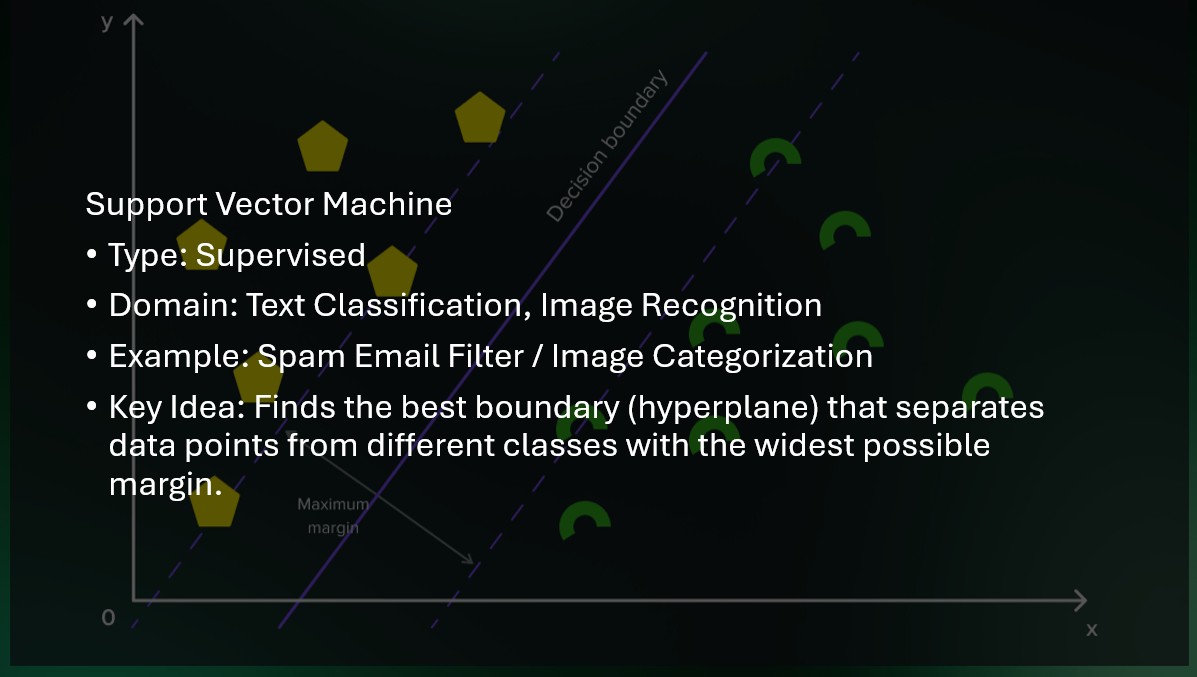 y
Decision boundary
Support Vector Machine
• Type: Supervised
• Domain: Text Classification, Image Recognition
• Example: Spam Email Filter / Image Categorization
• Key Idea: Finds the best boundary (hyperplane) that separates
data points from different classes with the widest possible
margin.
Maximum
margin
0
x